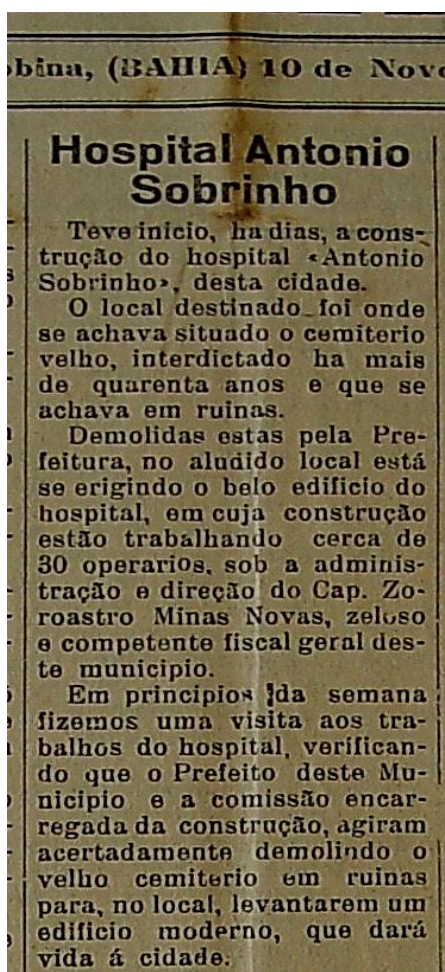 bina, (BAHIA) 10 de Nov
Hospital Antonio
Sobrinho
Teve inicio, ha dias, a cons-
trução do hospital «Antonio
Sobrinho», desta cidade.
O local destinado foi onde
se achava situado o cemiterio
velho, interdictado ha mais
de quarenta anos e que se
achava em ruinas.
Demolidas estas pela Pre-
feitura, no aludido local está
se erigindo o belo edificio do
hospital, em cuja construção
estão trabalhando cerca de
30 operarios, sob a adminis-
tração e direção do Cap. Zo-
roastro Minas Novas, zeloso
e competente fiscal geral des-
te municipio.
Em principios da semana
fizemos uma visita aos tra-
balhos do hospital, verifican-
do que o Prefeito deste Mu-
nicipio e a comissão encar-
regada da construção, agiram
acertadamente demolindo o
velho cemiterio em ruinas
para, no local, levantarem um
edificio moderno, que dará
vida á cidade.